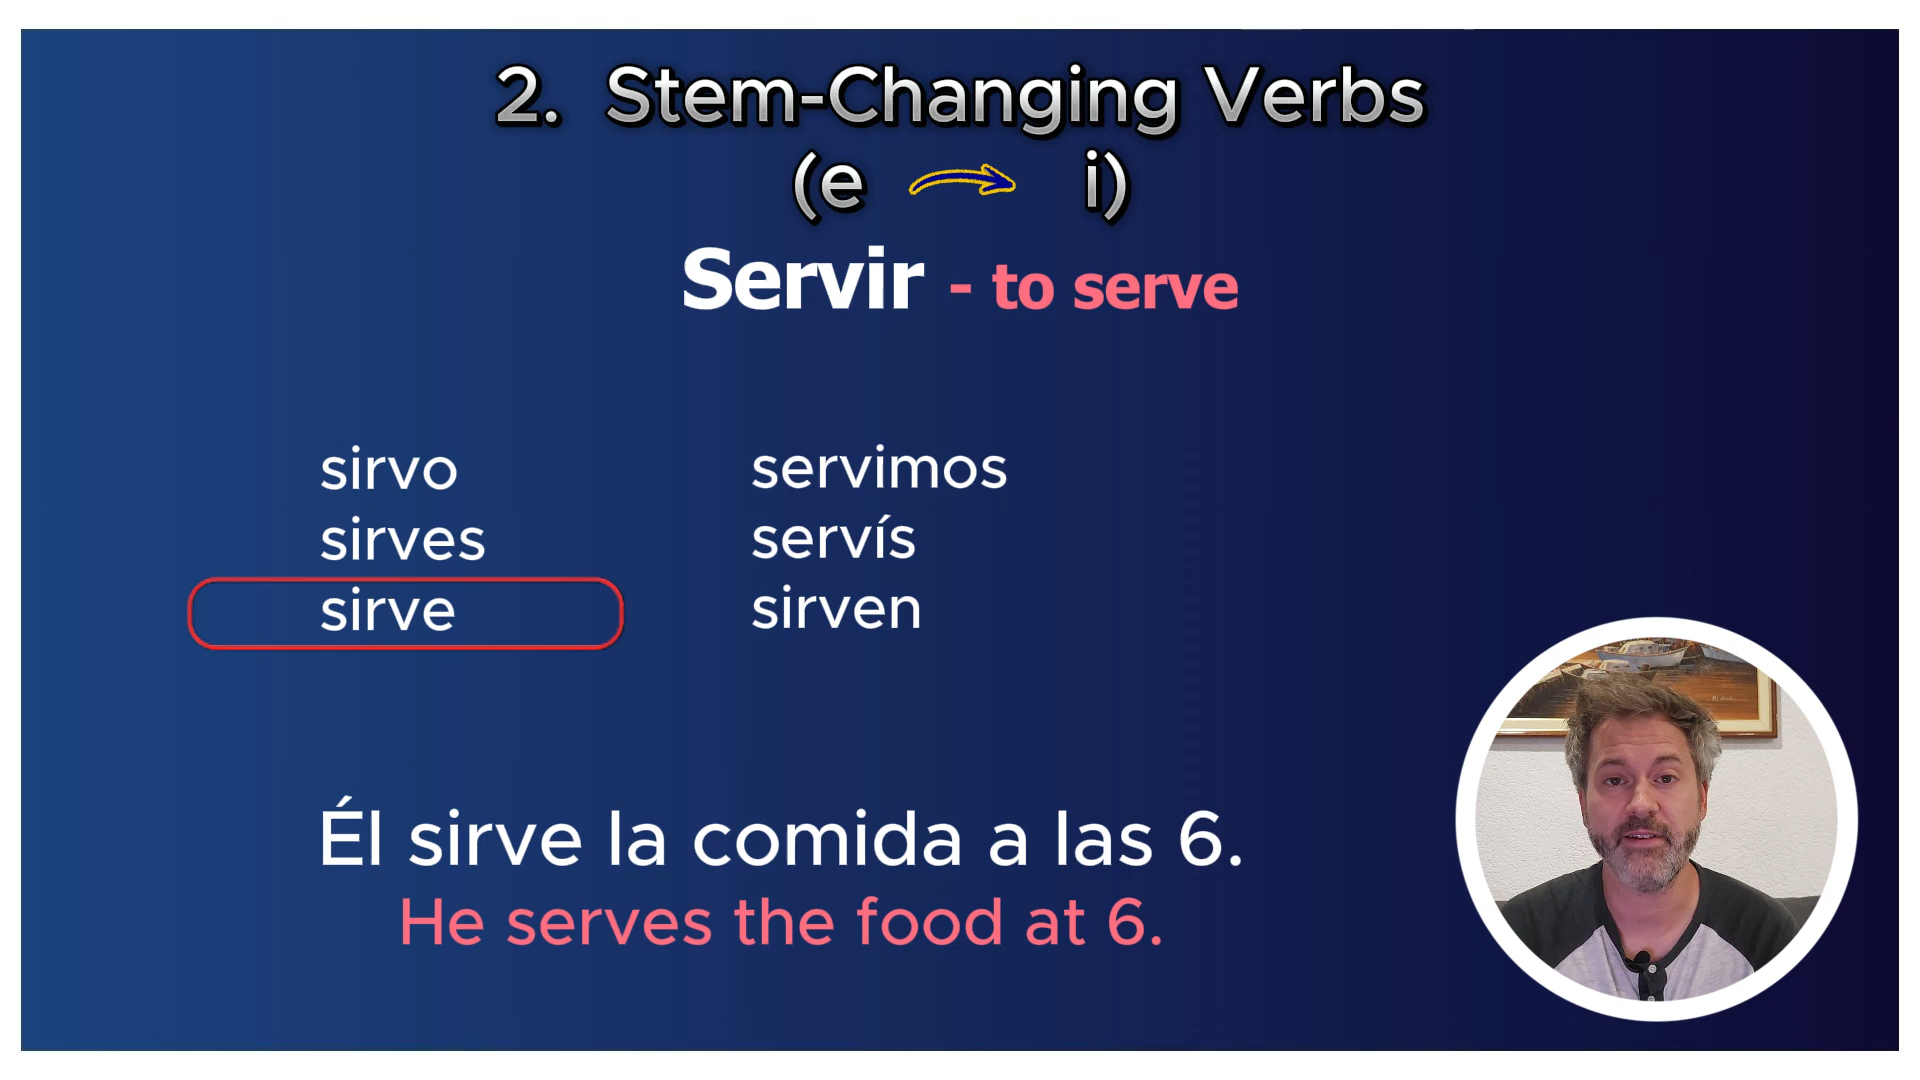 2. Stem-Changing Verbs
(e → i)
Servir - to serve
sirvo
sirves
sirve
servimos
servís
sirven
Él sirve la comida a las 6.
He serves the food at 6.